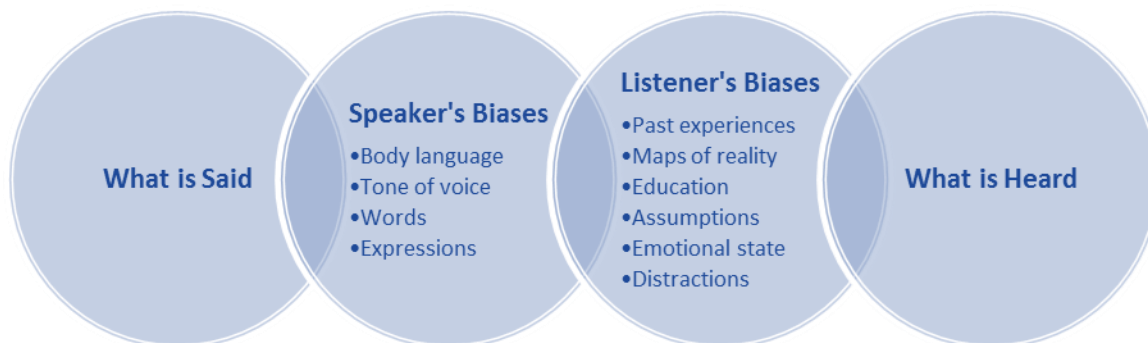 What is Said
Speaker's Biases
•Body language
•Tone of voice
•Words
•Expressions
Listener's Biases
•Past experiences
•Maps of reality
•Education
•Assumptions
•Emotional state
•Distractions
What is Heard